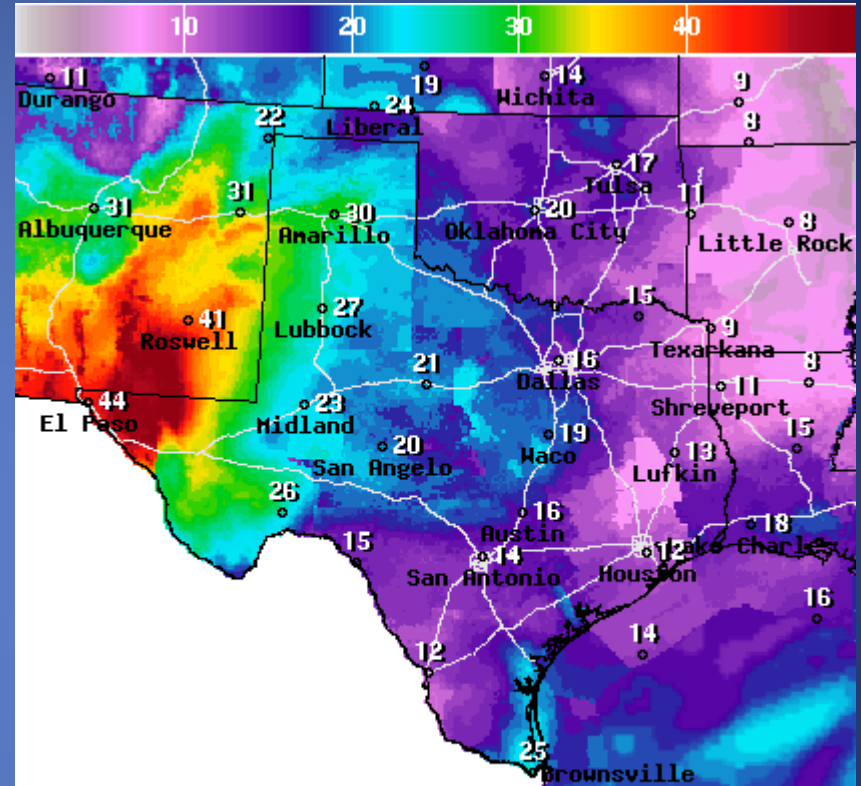 10 20 30 40
11 19 14 9
Durango Wichita
24
Liberal
22 8
17
Tulsa
31 31 30 20 11 8
Albuquerque Amarillo Oklahoma City Little Rock
41 27 15 9
Roswell Lubbock Texarkana
16
Dallas
21 11 8
Shreveport
44 23
El Paso Midland
20 19 13 15
San Angelo Waco Lufkin
26 16 18
Austin
15 14 12 Lake Charles
San Antonio Houston
16
14
12
25
Brownsville